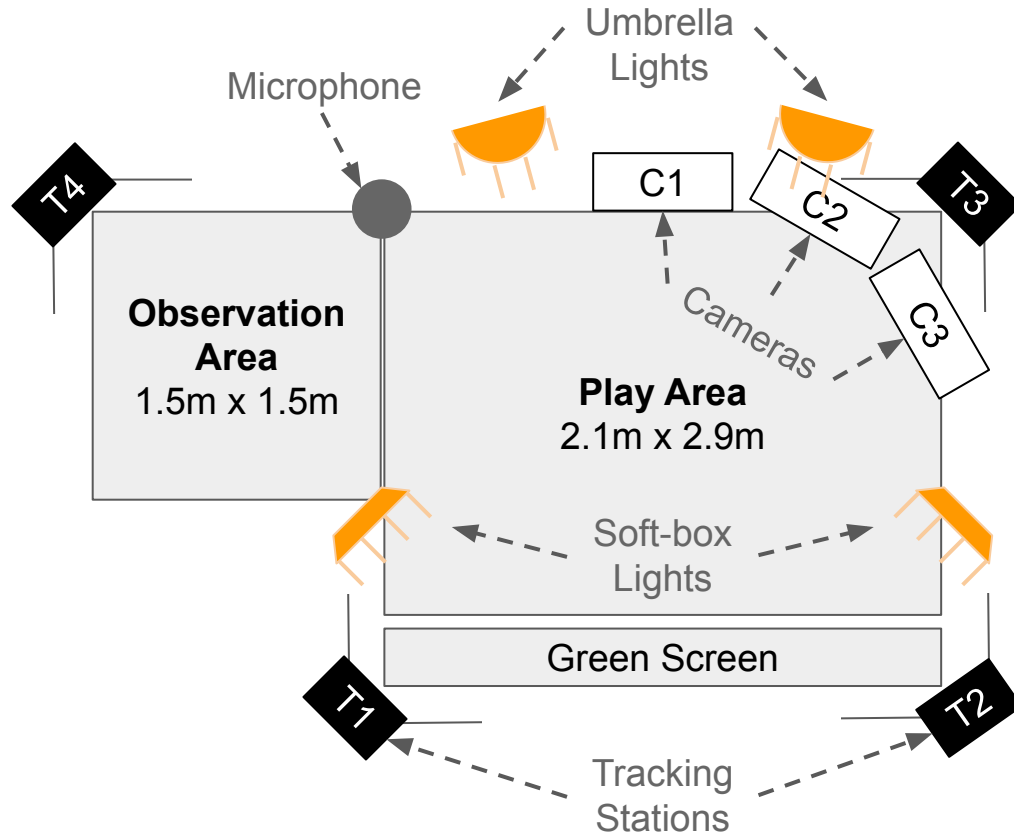 Umbrella
Lights
Microphone
T4
C1
C2
T3
C3
Cameras
Observation
Area
1.5m x 1.5m
Play Area
2.1m x 2.9m
Soft-box
Lights
Green Screen
T1
T2
Tracking
Stations